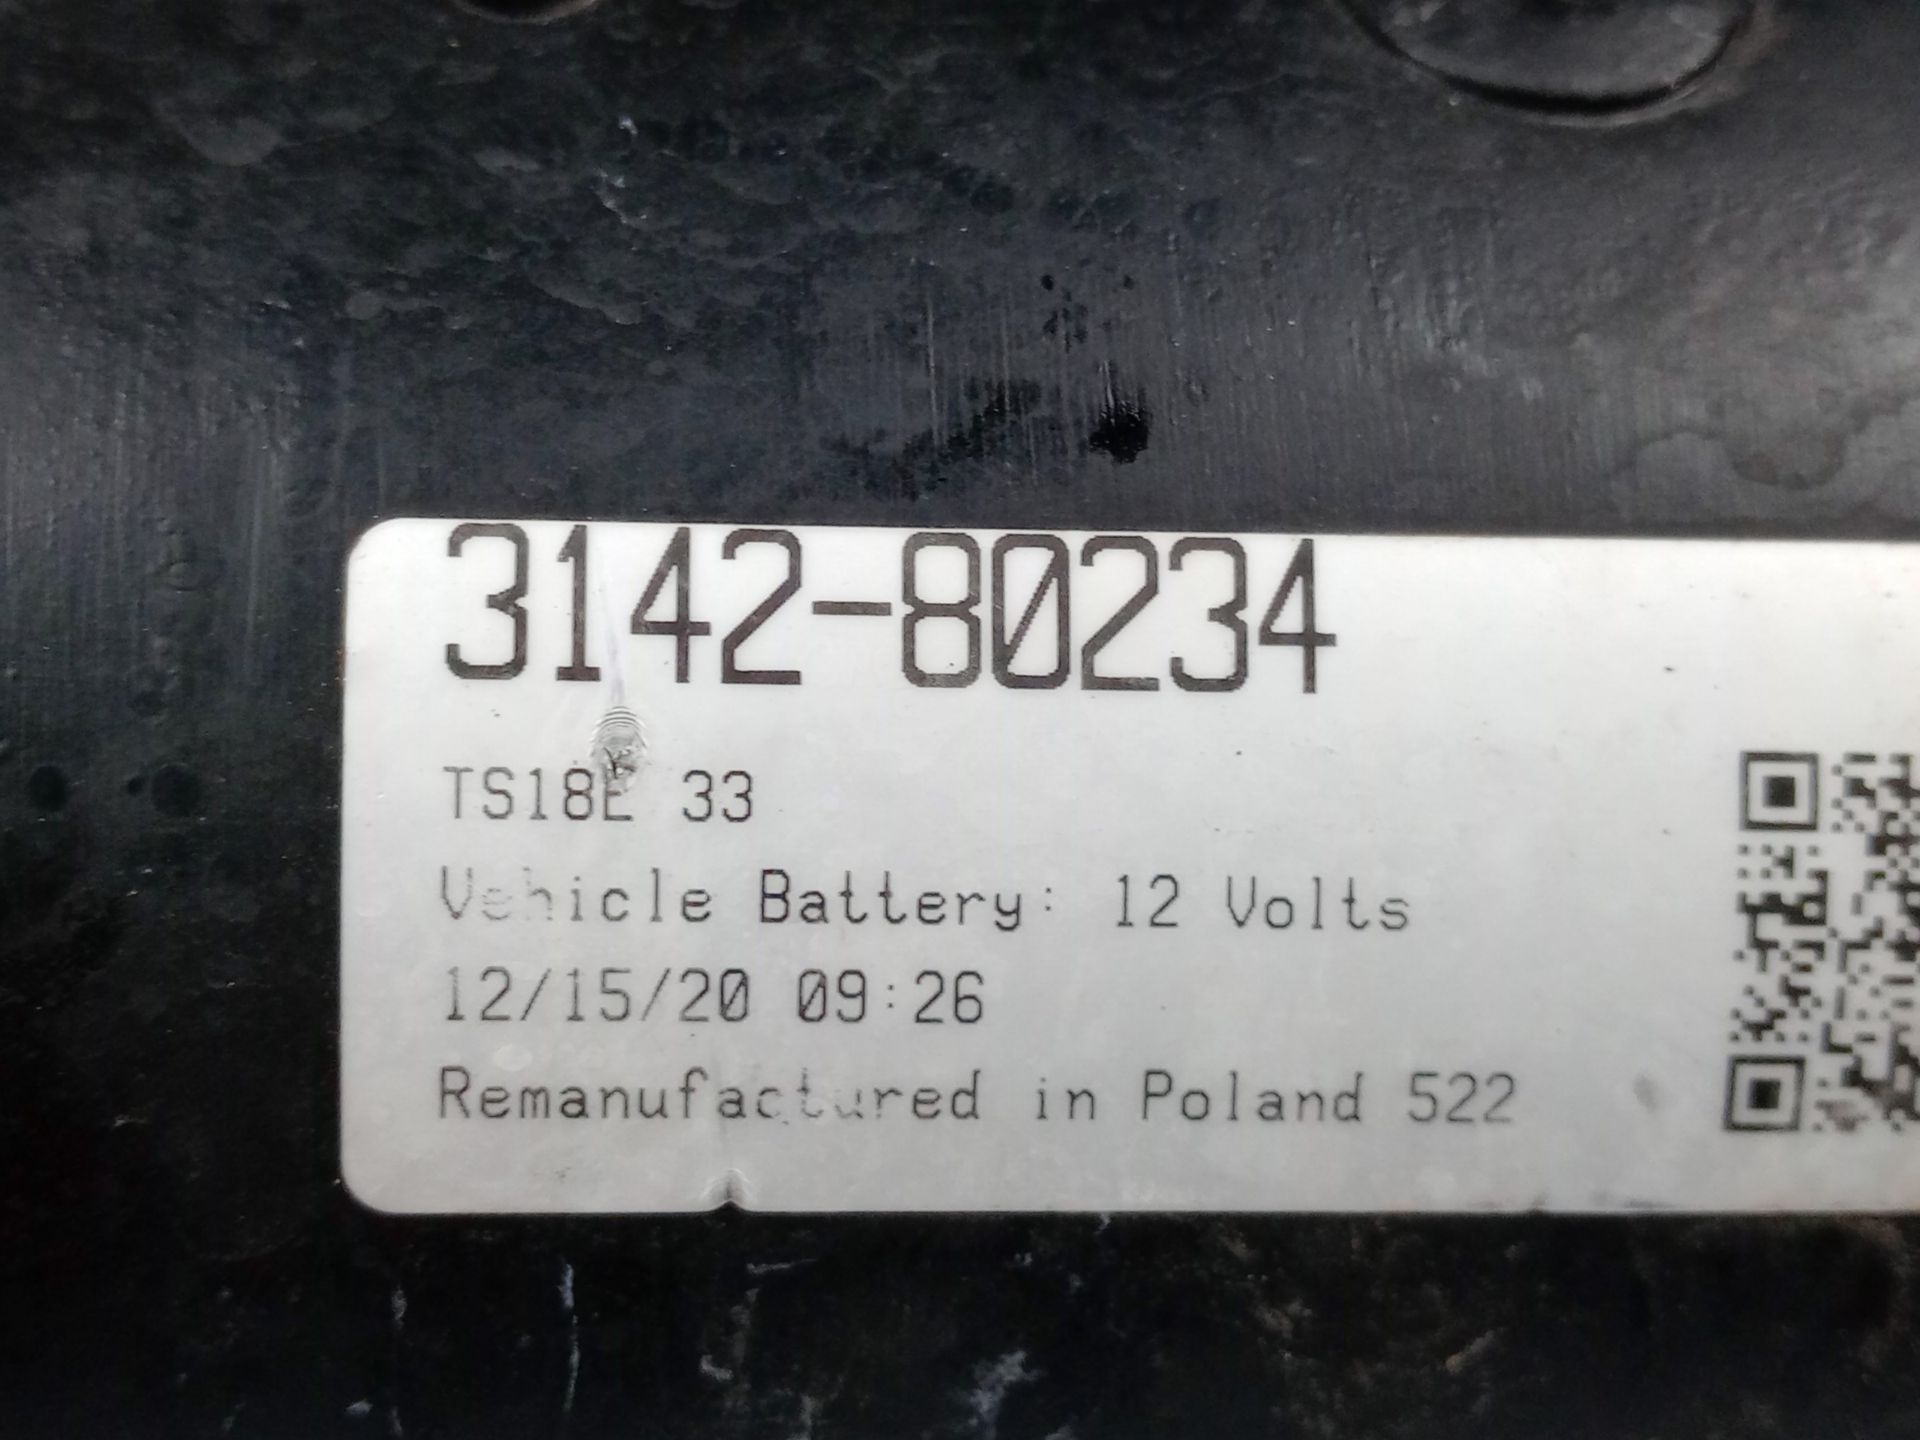 3142-80234
TS18E 33
Vehicle Battery: 12 Volts
12/15/20 09:26
Remanufactured in Poland 522